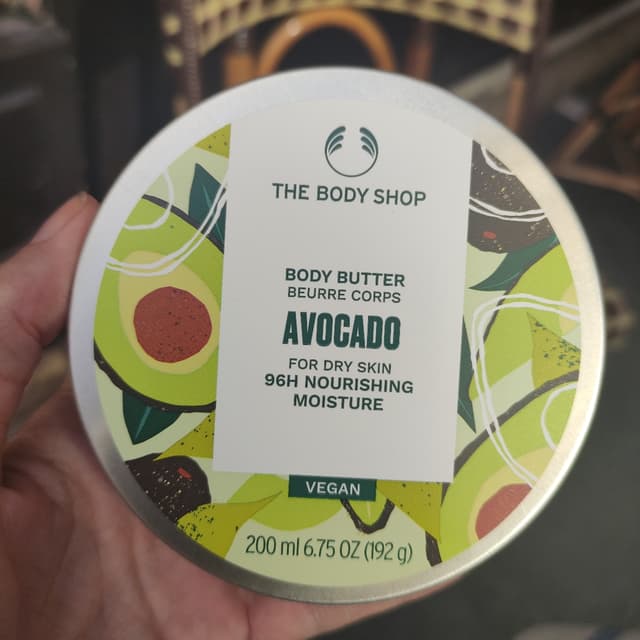 THE BODY SHOP
BODY BUTTER
BEURRE CORPS
AVOCADO
FOR DRY SKIN
96H NOURISHING
MOISTURE
VEGAN
200 ml 6.75 OZ (192 g)